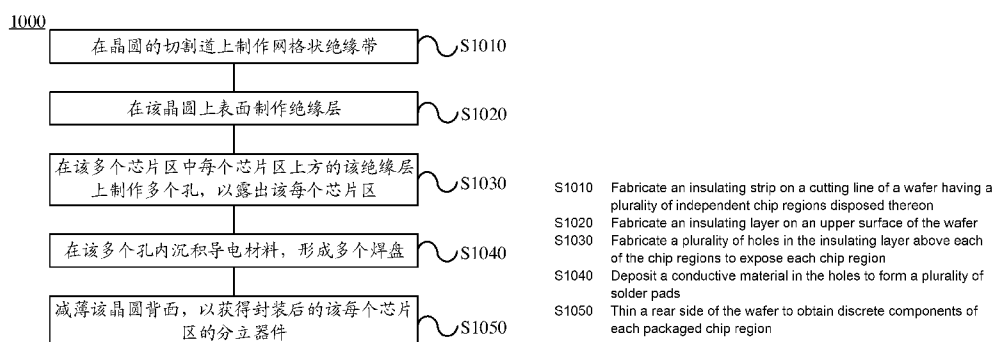 1000
在晶圆的切割道上制作网格状绝缘带
S1010
在该晶圆上表面制作绝缘层
S1020
在该多个芯片区中每个芯片区上方的该绝缘层
上制作多个孔，以露出该每个芯片区
S1030
在该多个孔内沉积导电材料，形成多个焊盘
S1040
减薄该晶圆背面，以获得封装后的该每个芯片
区的分立器件
S1050
S1010 Fabricate an insulating strip on a cutting line of a wafer having a
plurality of independent chip regions disposed thereon
S1020 Fabricate an insulating layer on an upper surface of the wafer
S1030 Fabricate a plurality of holes in the insulating layer above each
of the chip regions to expose each chip region
S1040 Deposit a conductive material in the holes to form a plurality of
solder pads
S1050 Thin a rear side of the wafer to obtain discrete components of
each packaged chip region